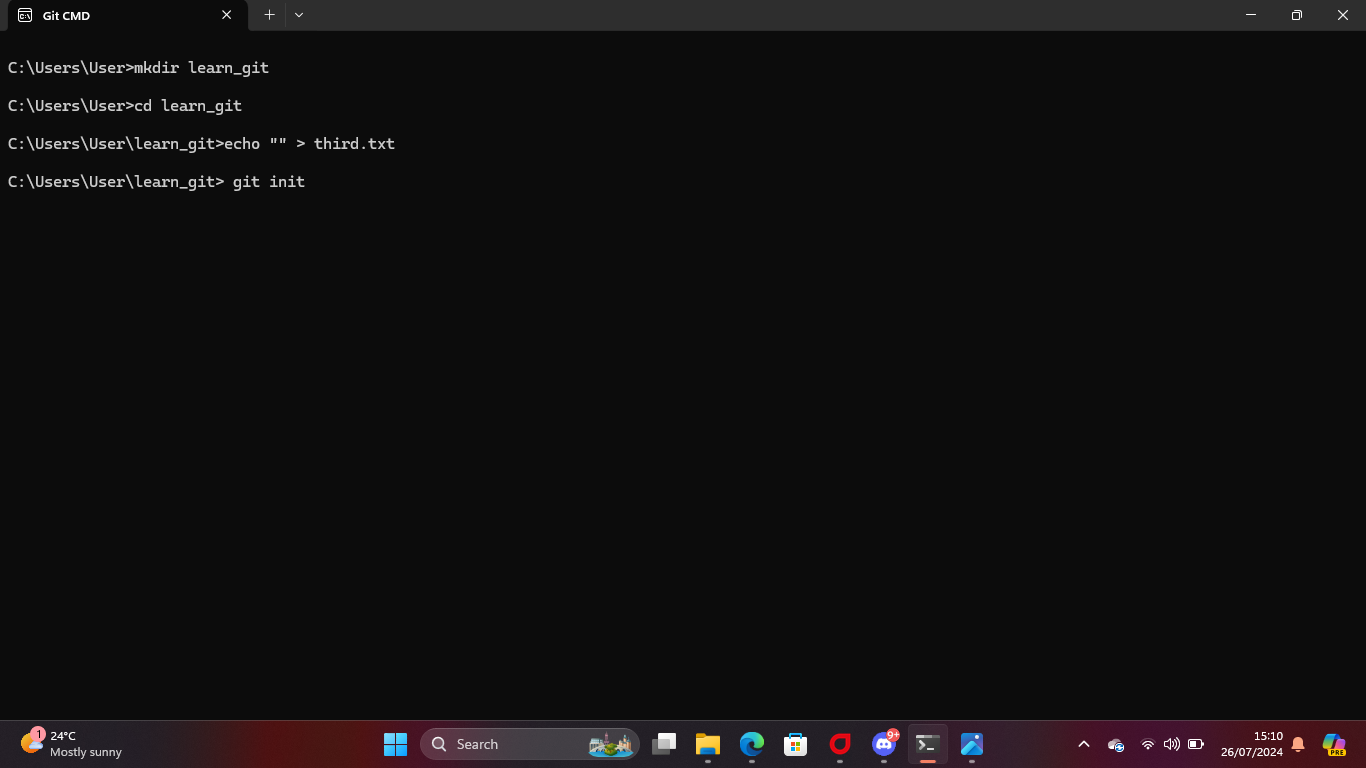 Git CMD
C:\Users\User>mkdir learn_git
C:\Users\User>cd learn_git
C:\Users\User\learn_git>echo "" > third.txt
C:\Users\User\learn_git> git init
1
24°C
Mostly sunny
Search
9+
15:10
26/07/2024
PRE